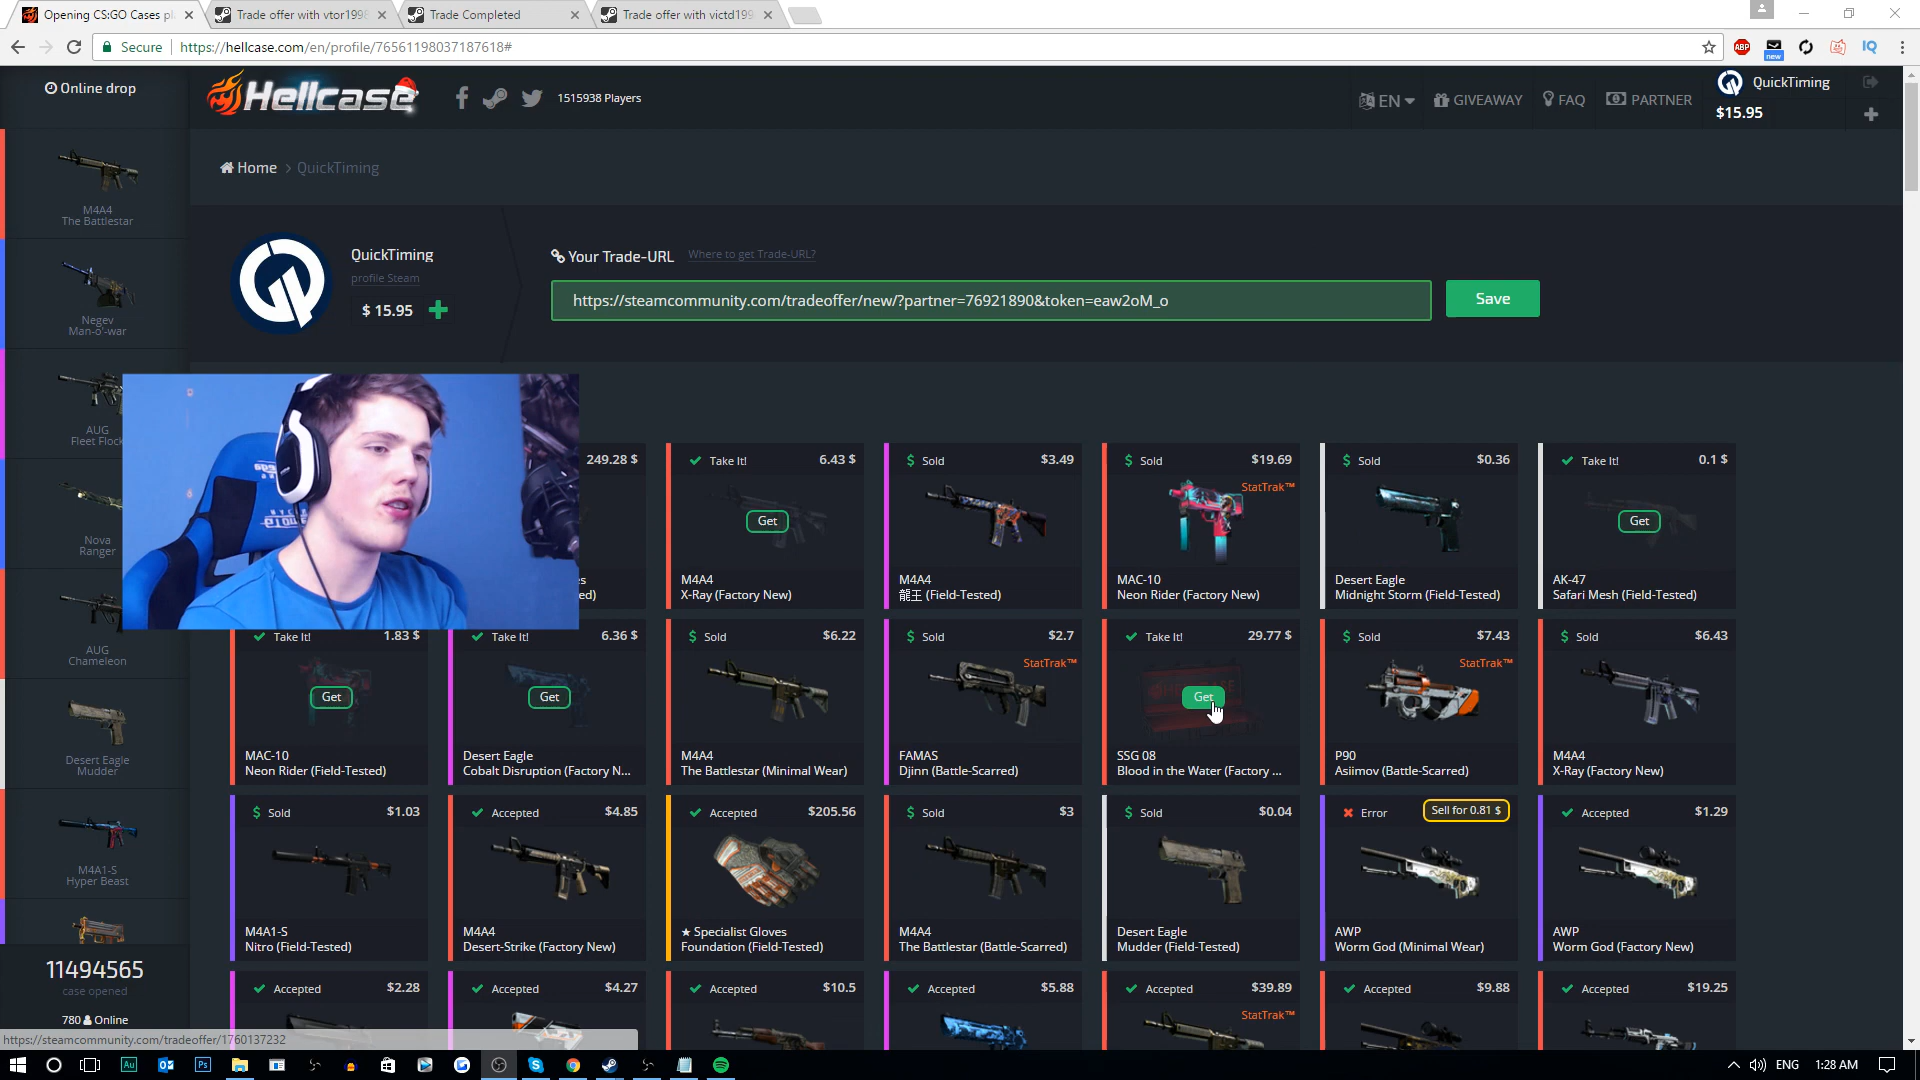 Opening CS:GO Cases pl
Trade offer with vtor1998
Trade Completed
Trade offer with victd199
Secure
https://hellcase.com/en/profile/76561198037187618#
ABP
new
IQ
Online drop
Hellcase
1515938 Players
EN
GIVEAWAY
FAQ
PARTNER
QuickTiming
$15.95
Home > QuickTiming
QuickTiming
profile Steam
$ 15.95
Your Trade-URL
Where to get Trade-URL?
https://steamcommunity.com/tradeoffer/new/?partner=76921890&token=eaw2oM_o
Save
M4A4
The Battlestar
Negev
Man-o'-war
AUG
Fleet Flock
Nova
Ranger
AUG
Chameleon
Desert Eagle
Mudder
M4A1-S
Hyper Beast
11494565
case opened
780 Online
249.28 $
es
ed)
Take It! 6.43 $
Get
M4A4
X-Ray (Factory New)
Sold $3.49
M4A4
龍王 (Field-Tested)
Sold $19.69
StatTrak™
MAC-10
Neon Rider (Factory New)
Sold $0.36
Desert Eagle
Midnight Storm (Field-Tested)
Take It! 0.1 $
Get
AK-47
Safari Mesh (Field-Tested)
Take It! 1.83 $
Get
MAC-10
Neon Rider (Field-Tested)
Take It! 6.36 $
Get
Desert Eagle
Cobalt Disruption (Factory N...
Sold $6.22
M4A4
The Battlestar (Minimal Wear)
Sold $2.7
StatTrak™
FAMAS
Djinn (Battle-Scarred)
Take It! 29.77 $
Get
SSG 08
Blood in the Water (Factory ...
Sold $7.43
StatTrak™
P90
Asiimov (Battle-Scarred)
Sold $6.43
M4A4
X-Ray (Factory New)
Sold $1.03
M4A1-S
Nitro (Field-Tested)
Accepted $4.85
M4A4
Desert-Strike (Factory New)
Accepted $205.56
★ Specialist Gloves
Foundation (Field-Tested)
Sold $3
M4A4
The Battlestar (Battle-Scarred)
Sold $0.04
Desert Eagle
Mudder (Field-Tested)
Error Sell for 0.81 $
AWP
Worm God (Minimal Wear)
Accepted $1.29
AWP
Worm God (Factory New)
Accepted $2.28
Accepted $4.27
Accepted $10.5
Accepted $5.88
Accepted $39.89
StatTrak™
Accepted $9.88
Accepted $19.25
https://steamcommunity.com/tradeoffer/1760137232
Au
Ps
ENG
1:28 AM